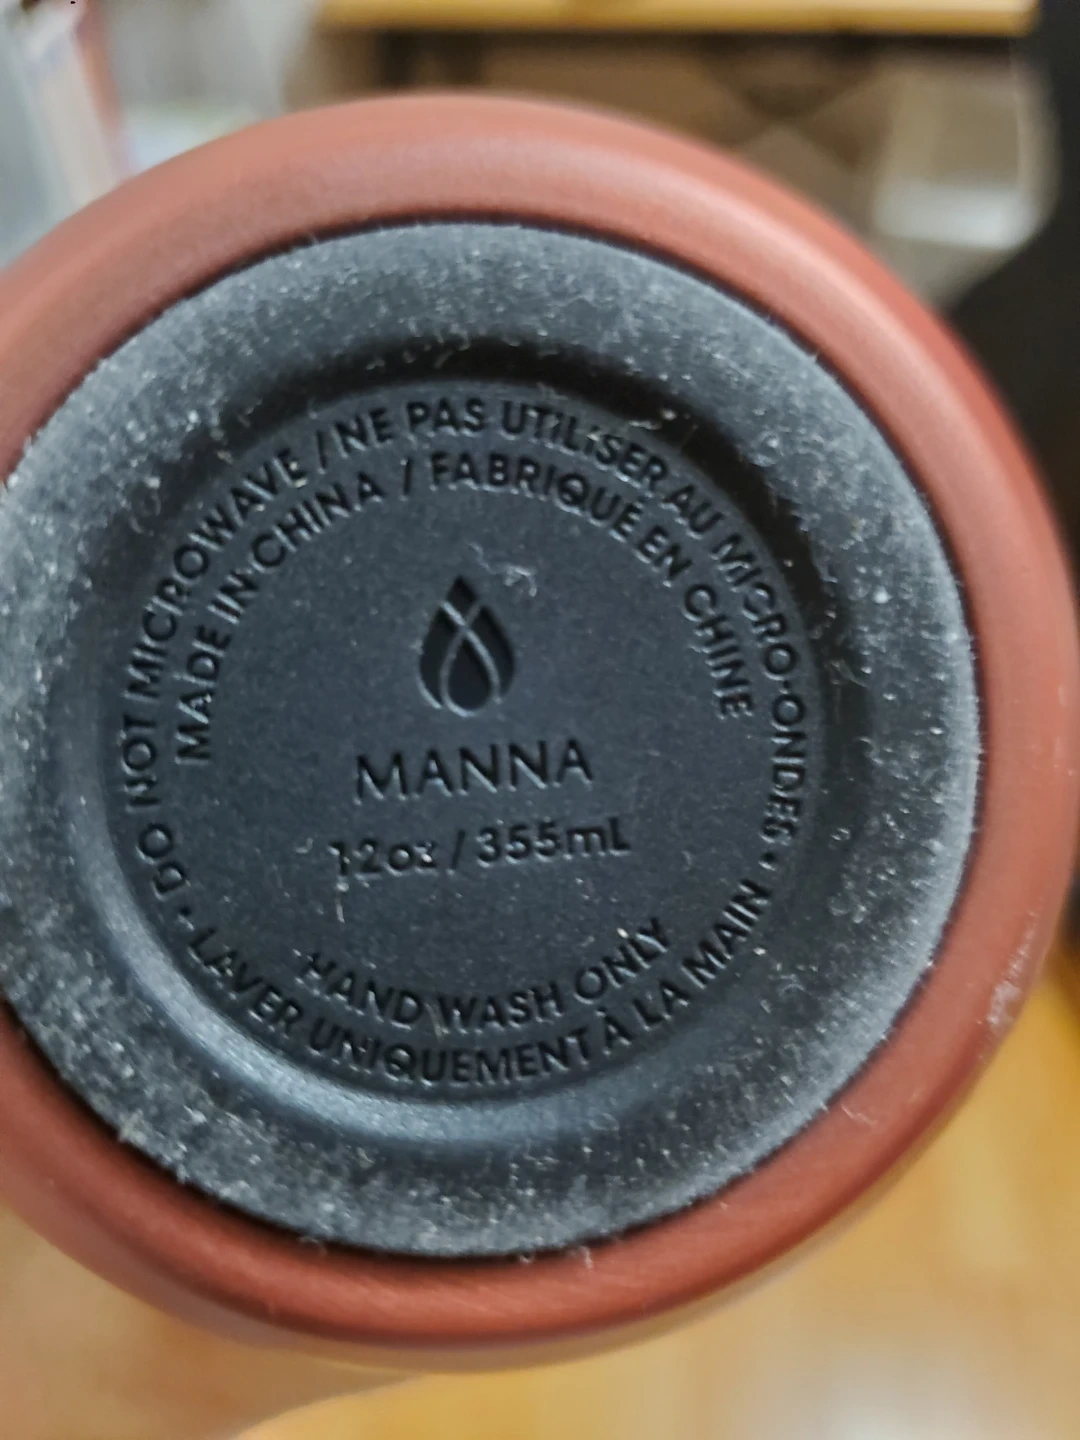 DO NOT MICROWAVE / NE PAS UTILISER AU MICRO-ONDES •
MADE IN CHINA / FABRIQUÉ EN CHINE
MANNA
12oz / 355mL
HAND WASH ONLY
• LAVER UNIQUEMENT À LA MAIN